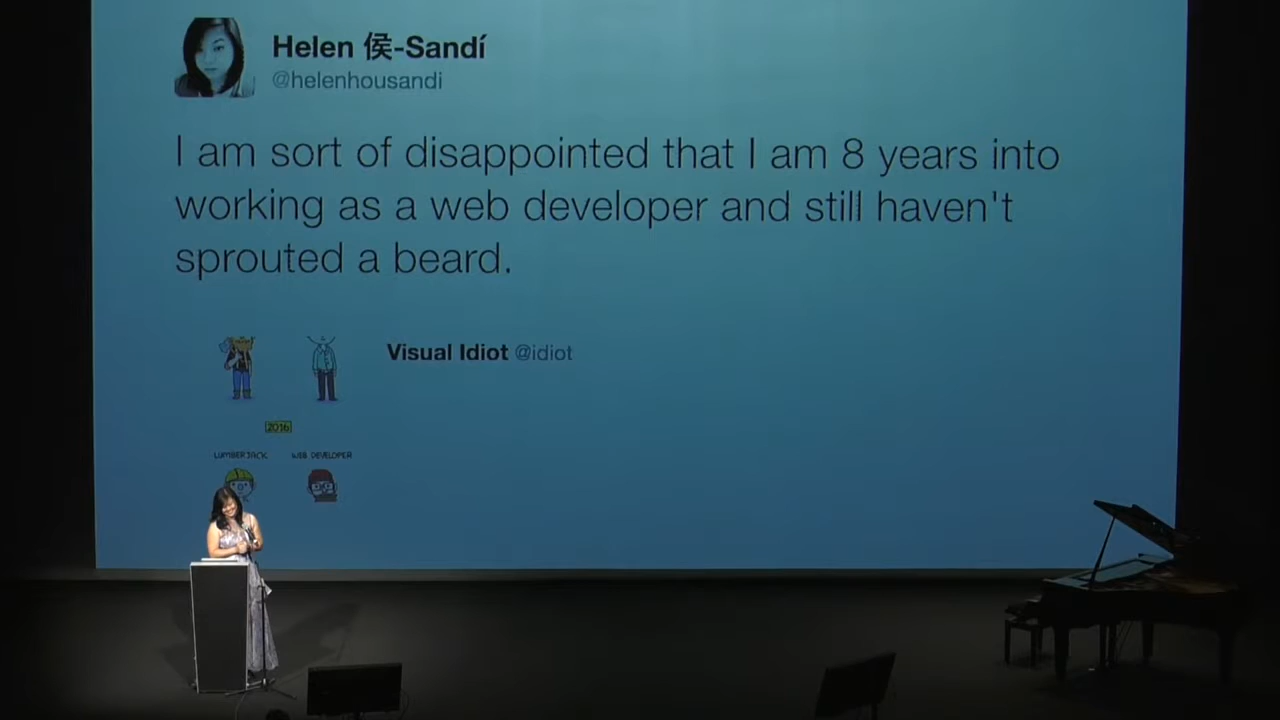 Helen 侯-Sandí
@helenhousandi
I am sort of disappointed that I am 8 years into
working as a web developer and still haven't
sprouted a beard.
Visual Idiot @idiot
2016
LUMBERJACK WEB DEVELOPER